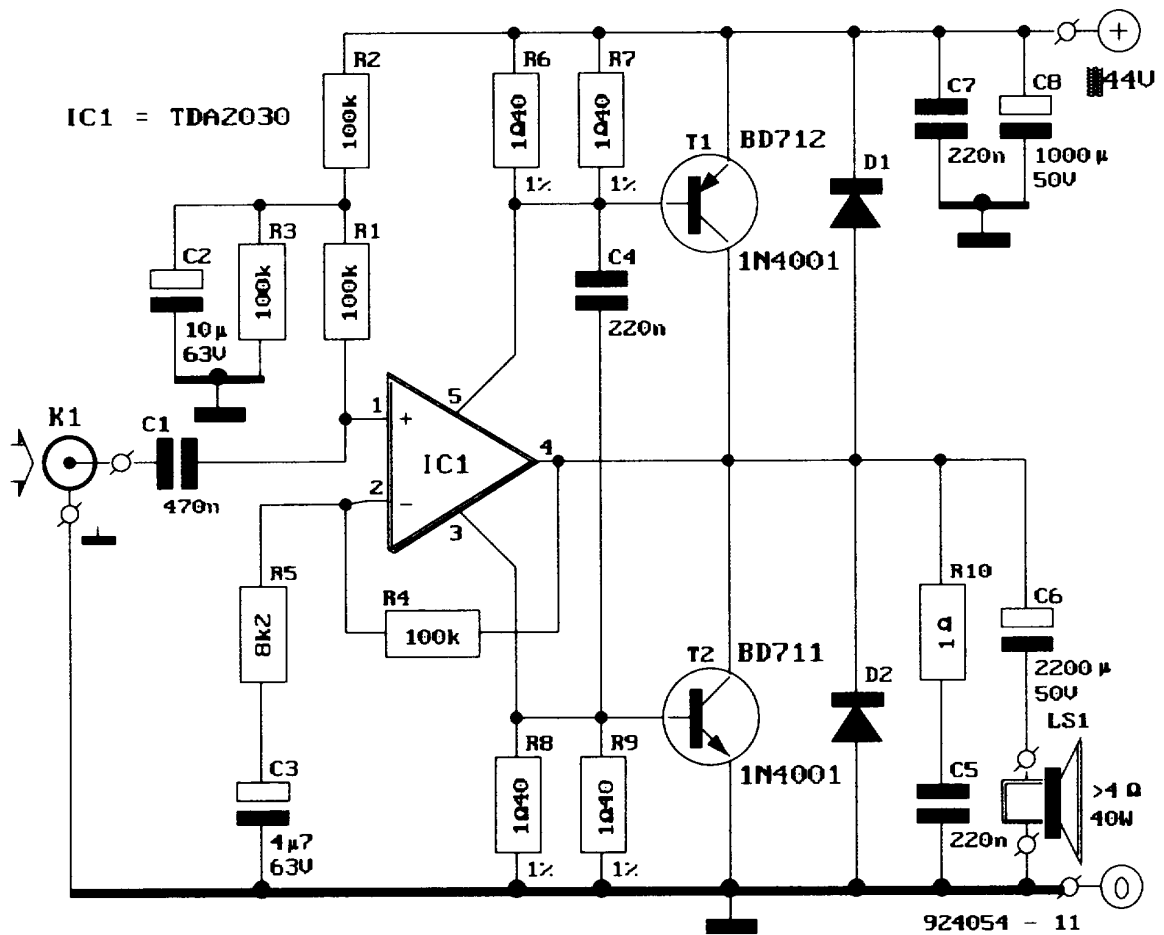 IC1 = TDA2030
R2
100k
R6
1Ω40
1%
R7
1Ω40
1%
T1
BD712
D1
1N4001
C7
220n
C8
1000µ
50V
+
44V
C2
10µ
63V
R3
100k
R1
100k
C4
220n
K1
C1
470n
1
+
2
−
5
IC1
4
3
R5
8k2
R4
100k
C3
4µ7
63V
T2
BD711
D2
1N4001
R8
1Ω40
1%
R9
1Ω40
1%
R10
1Ω
C5
220n
C6
2200µ
50V
LS1
>4Ω
40W
0
924054 - 11